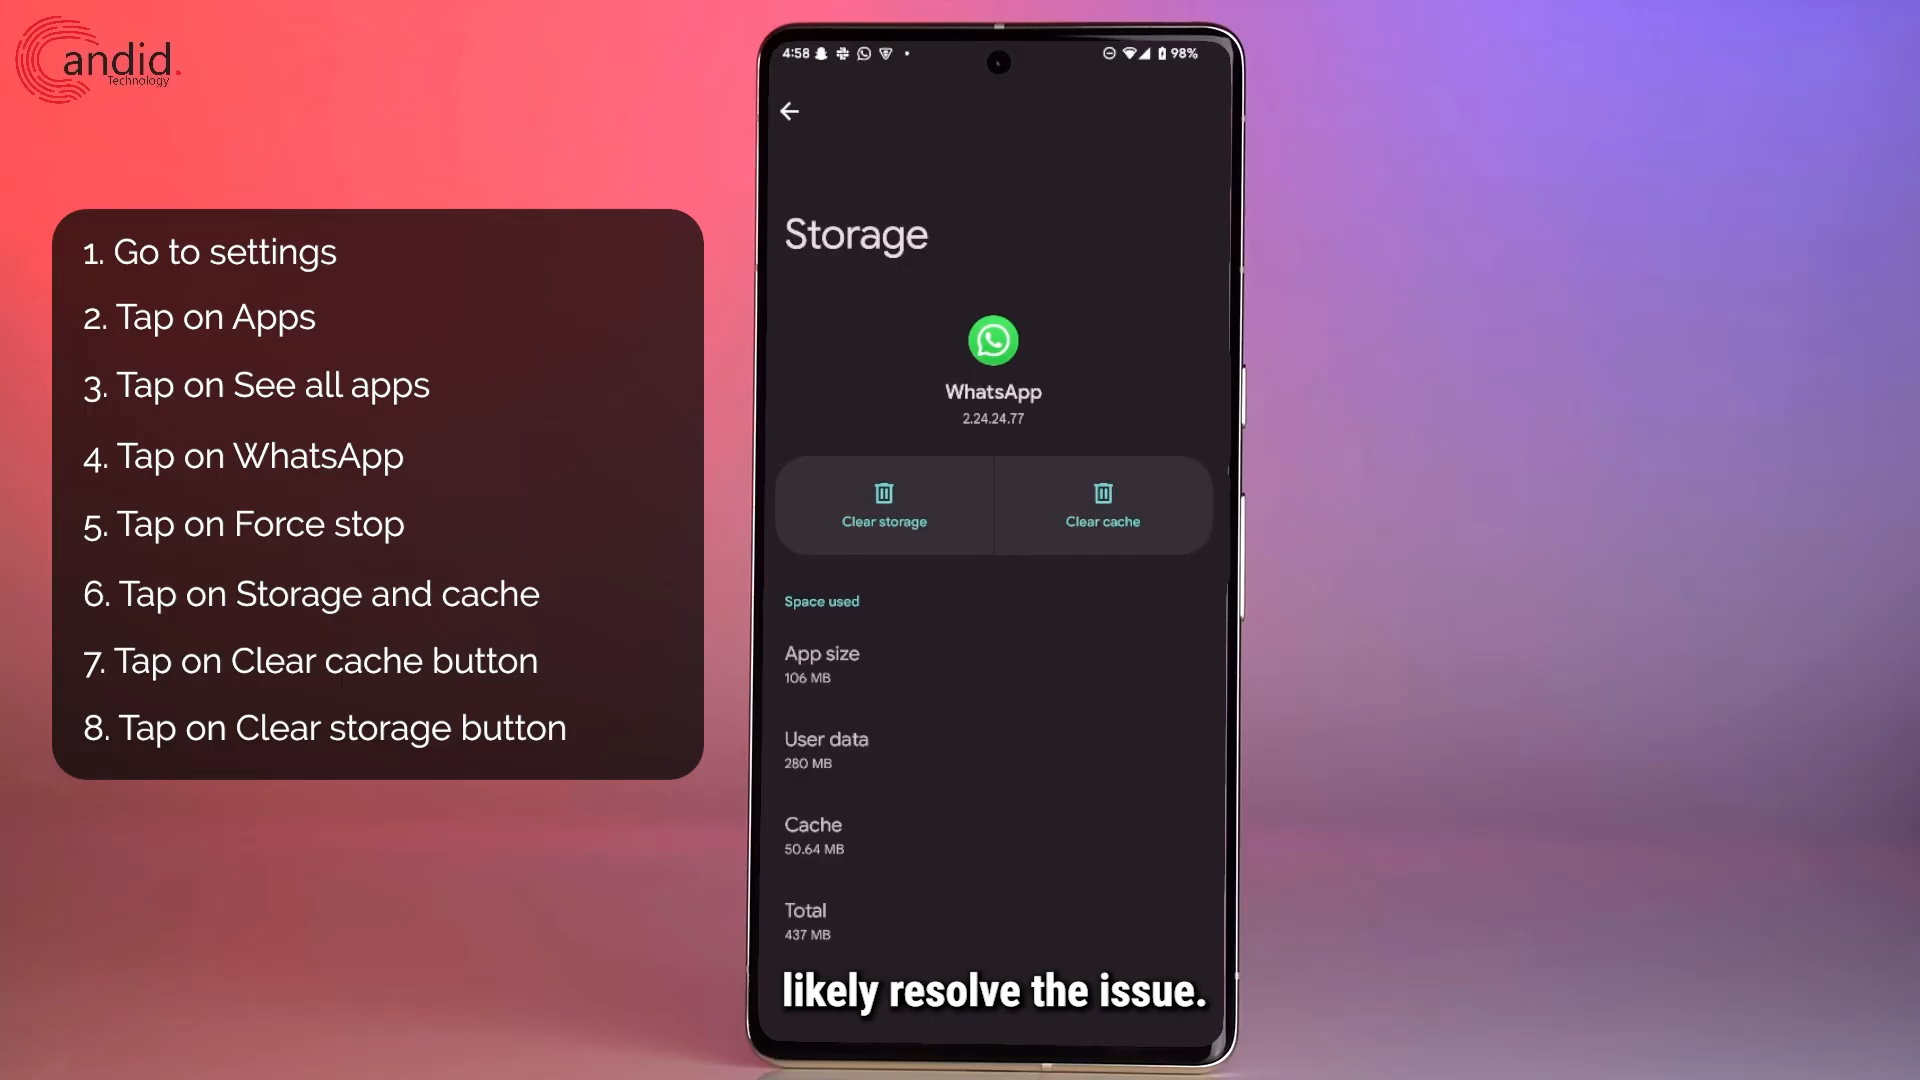 Candid.
Technology
1. Go to settings
2. Tap on Apps
3. Tap on See all apps
4. Tap on WhatsApp
5. Tap on Force stop
6. Tap on Storage and cache
7. Tap on Clear cache button
8. Tap on Clear storage button
4:58
98%
Storage
WhatsApp
2.24.24.77
Clear storage
Clear cache
Space used
App size
106 MB
User data
280 MB
Cache
50.64 MB
Total
437 MB
likely resolve the issue.